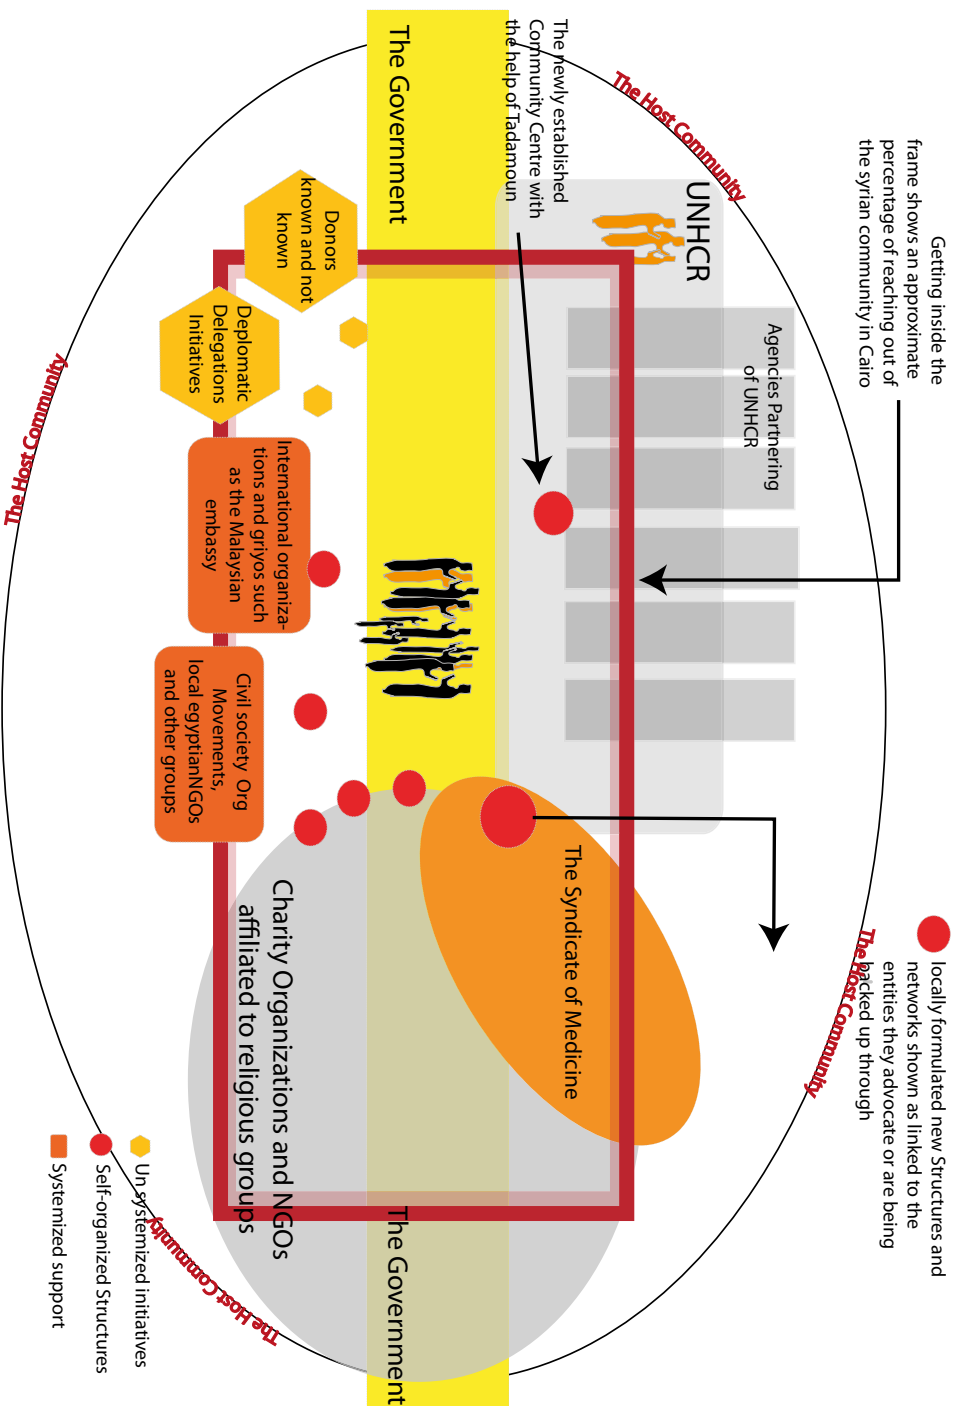 Getting inside the
frame shows an approximate
percentage of reaching out of
the syrian community in Cairo
locally formulated new Structures and
networks shown as linked to the
entities they advocate or are being
backed up through
The Host Community
The Host Community
UNHCR
Agencies Partnering
of UNHCR
The newly established
Community Centre with
the help of Tadamoun
The Syndicate of Medicine
The Government
The Government
Donors
known and not
known
Deplomatic
Delegations
Initiatives
International organiza-
tions and griyos such
as the Malaysian
embassy
Civil society Org
Movements,
local egyptianNGOs
and other groups
Charity Organizations and NGOs
affiliated to religious groups
The Host Community
The Host Community
Un systemized initiatives
Self-organized Structures
Systemized support